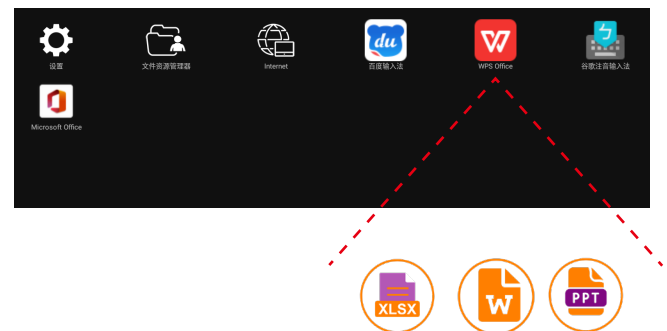 du
W
设置
文件资源管理器
Internet
百度输入法
WPS Office
谷歌注音输入法
ㄅ
Microsoft Office
XLSX
W
PPT